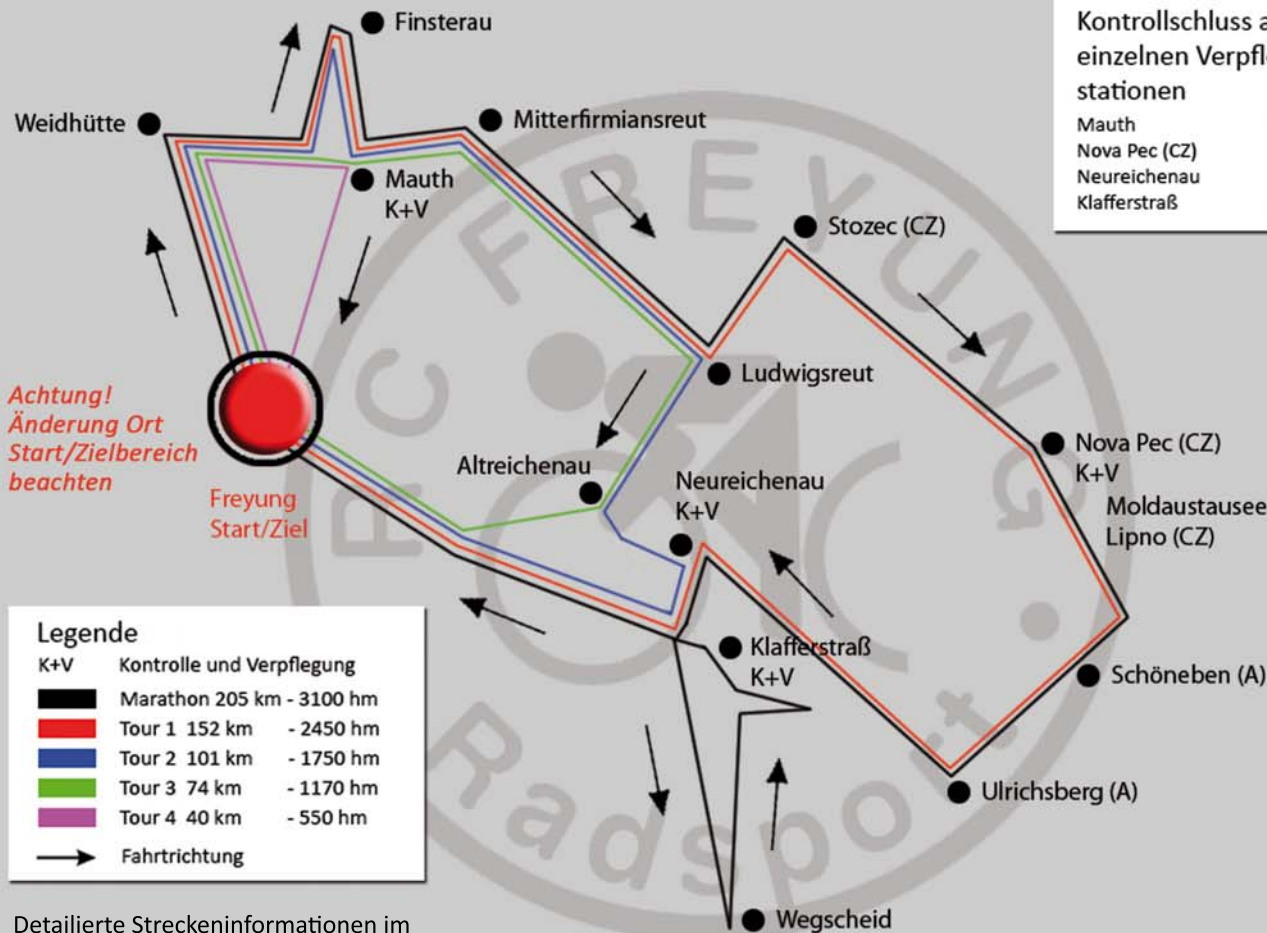 Finsterau
Weidhütte
Mitterfirmiansreut
Mauth
K+V
Stozec (CZ)
Ludwigsreut
Nova Pec (CZ)
K+V
Moldaustausee
Lipno (CZ)
Altreichenau
Neureichenau
K+V
Klafferstraß
K+V
Schöneben (A)
Ulrichsberg (A)
Wegscheid
Achtung!
Änderung Ort
Start/Zielbereich
beachten
Freyung
Start/Ziel
Kontrollschluss
einzelnen
stationen
Mauth
Nova Pec (CZ)
Neureichenau
Klafferstraß
Legende
K+V Kontrolle und Verpflegung
Marathon 205 km - 3100 hm
Tour 1 152 km - 2450 hm
Tour 2 101 km - 1750 hm
Tour 3 74 km - 1170 hm
Tour 4 40 km - 550 hm
Fahrtrichtung
Detailierte Streckeninformationen im
RC FREYUNG
Radsport